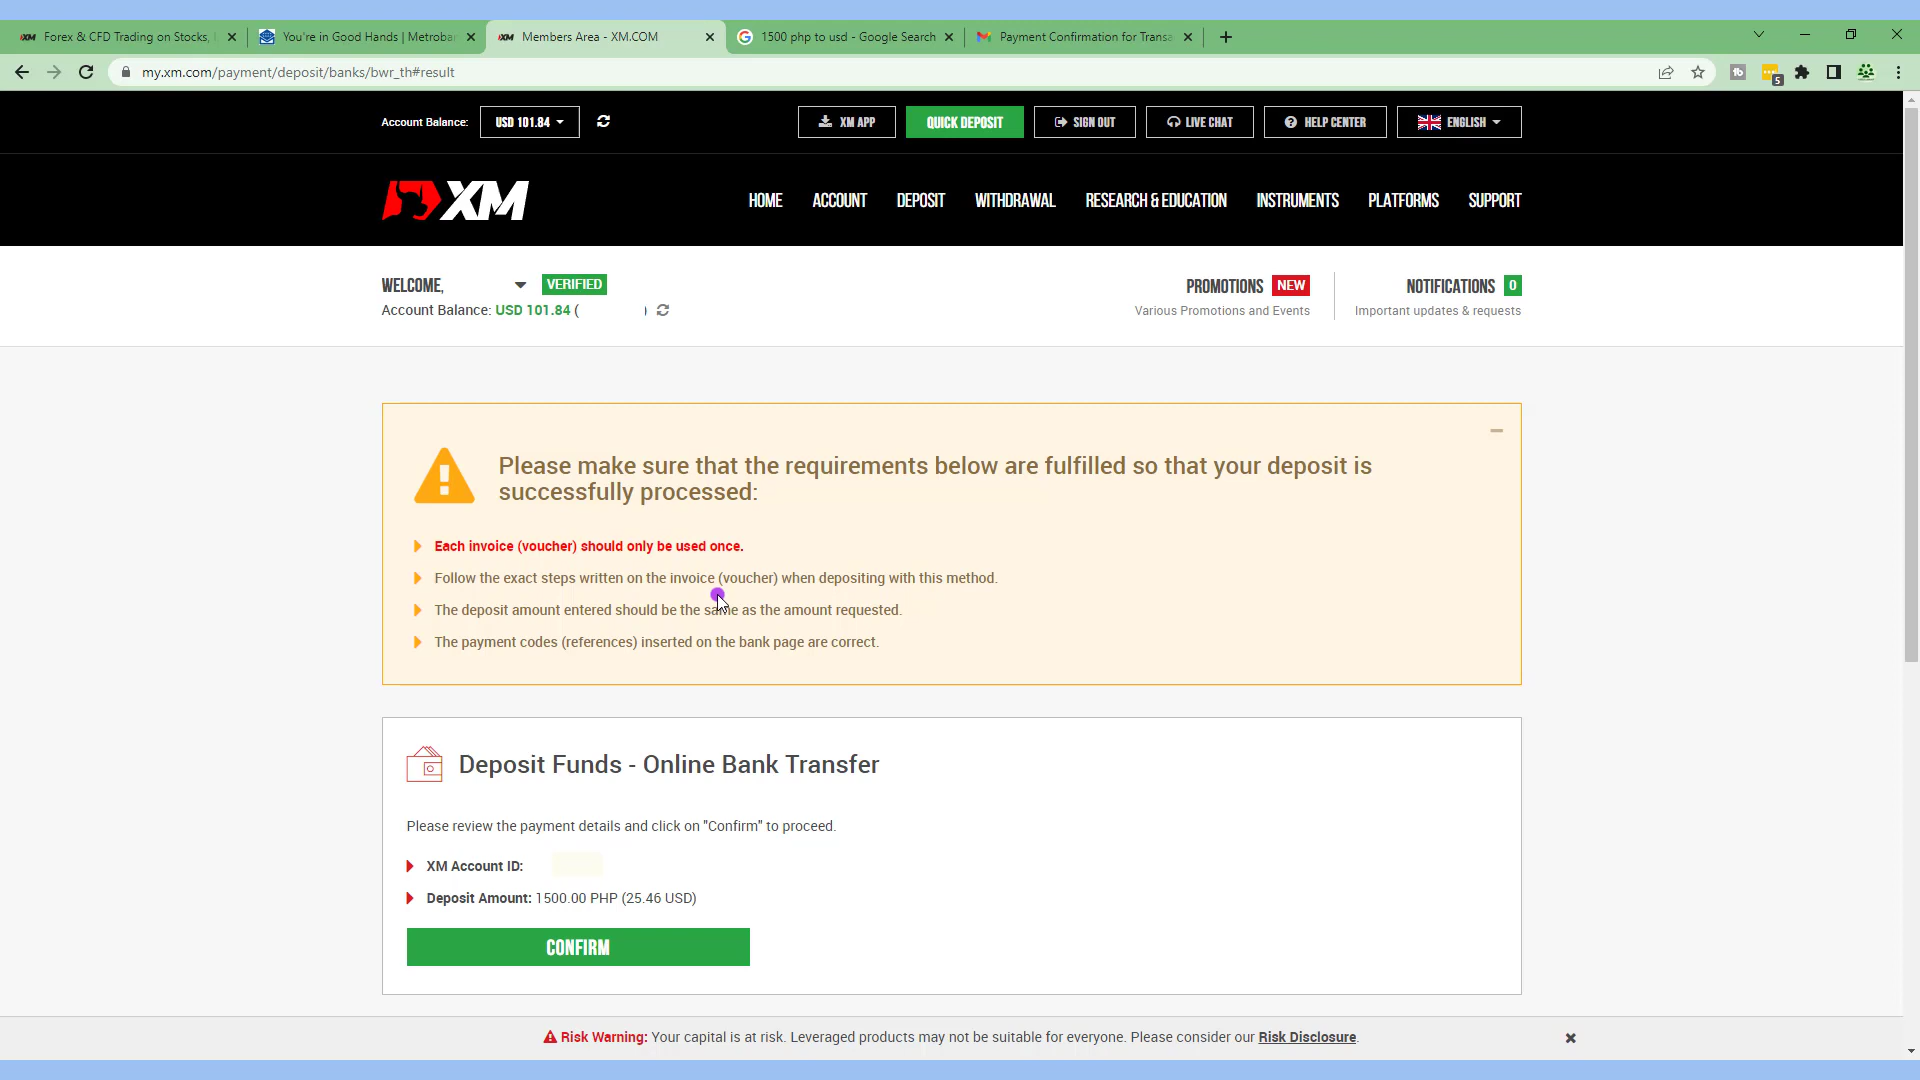 Forex & CFD Trading on Stocks,
You're in Good Hands | Metroban
Members Area - XM.COM
1500 php to usd - Google Search
Payment Confirmation for Transa
my.xm.com/payment/deposit/banks/bwr_th#result
5
Account Balance:
USD 101.84
XM APP
QUICK DEPOSIT
SIGN OUT
LIVE CHAT
HELP CENTER
ENGLISH
XM
HOME
ACCOUNT
DEPOSIT
WITHDRAWAL
RESEARCH & EDUCATION
INSTRUMENTS
PLATFORMS
SUPPORT
WELCOME,
VERIFIED
Account Balance: USD 101.84 ( )
PROMOTIONS NEW
Various Promotions and Events
NOTIFICATIONS 0
Important updates & requests
Please make sure that the requirements below are fulfilled so that your deposit is
successfully processed:
Each invoice (voucher) should only be used once.
Follow the exact steps written on the invoice (voucher) when depositing with this method.
The deposit amount entered should be the same as the amount requested.
The payment codes (references) inserted on the bank page are correct.
Deposit Funds - Online Bank Transfer
Please review the payment details and click on "Confirm" to proceed.
XM Account ID:
Deposit Amount: 1500.00 PHP (25.46 USD)
CONFIRM
Risk Warning: Your capital is at risk. Leveraged products may not be suitable for everyone. Please consider our Risk Disclosure.